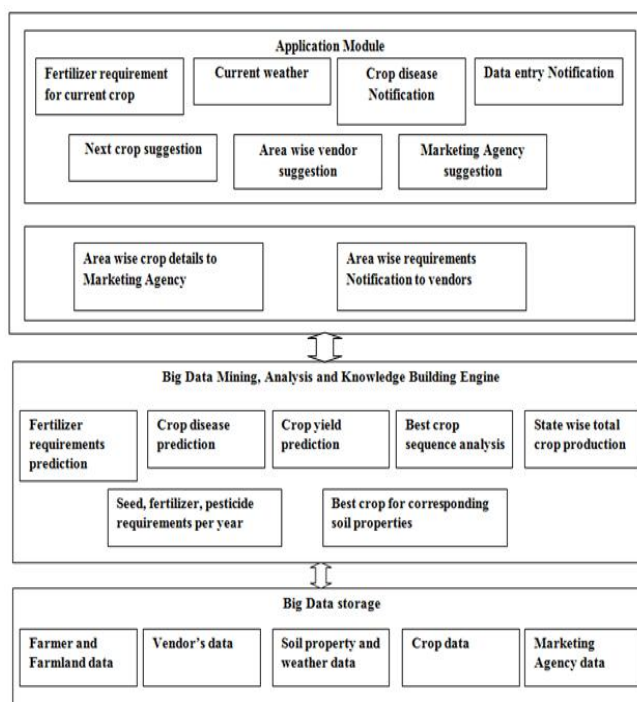 Application Module
Fertilizer requirement
for current crop
Current weather
Crop disease
Notification
Data entry Notification
Next crop suggestion
Area wise vendor
suggestion
Marketing Agency
suggestion
Area wise crop details to
Marketing Agency
Area wise requirements
Notification to vendors
Big Data Mining, Analysis and Knowledge Building Engine
Fertilizer
requirements
prediction
Crop disease
prediction
Crop yield
prediction
Best crop
sequence analysis
State wise total
crop production
Seed, fertilizer, pesticide
requirements per year
Best crop for corresponding
soil properties
Big Data storage
Farmer and
Farmland data
Vendor's data
Soil property and
weather data
Crop data
Marketing
Agency data